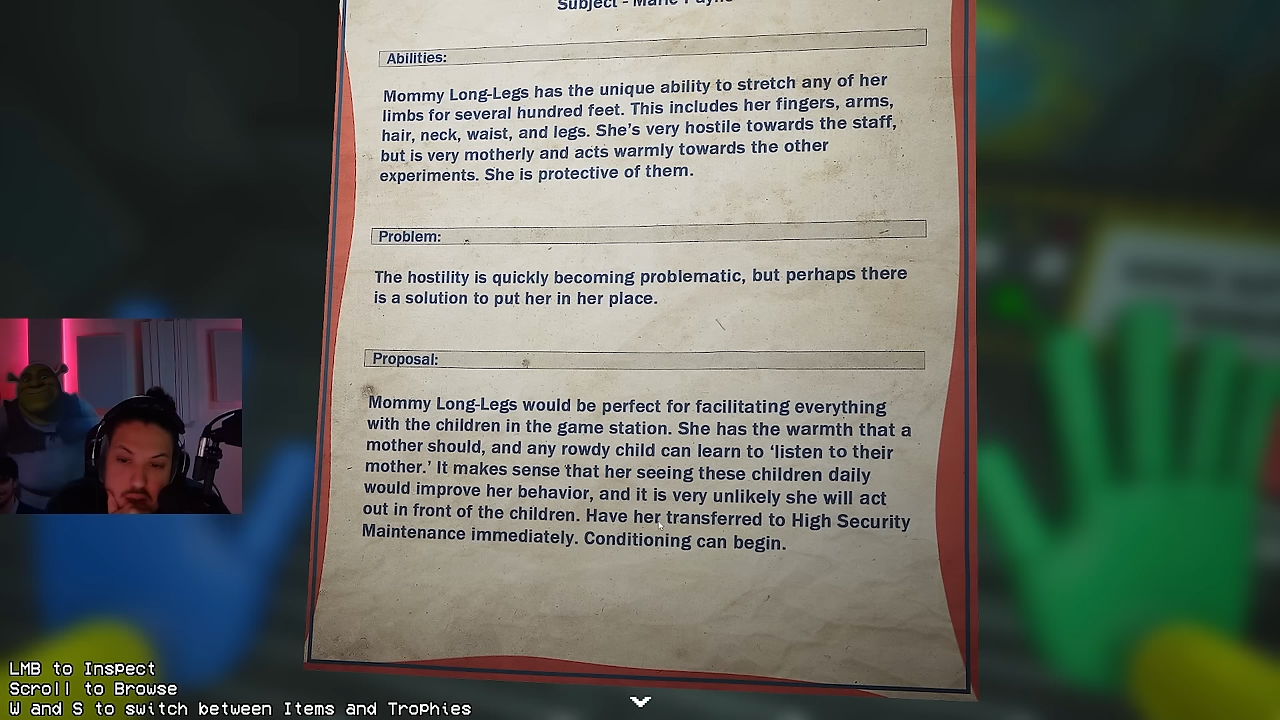 Subject - Marie Payne
Abilities:
Mommy Long-Legs has the unique ability to stretch any of her
limbs for several hundred feet. This includes her fingers, arms,
hair, neck, waist, and legs. She's very hostile towards the staff,
but is very motherly and acts warmly towards the other
experiments. She is protective of them.
Problem:
The hostility is quickly becoming problematic, but perhaps there
is a solution to put her in her place.
Proposal:
Mommy Long-Legs would be perfect for facilitating everything
with the children in the game station. She has the warmth that a
mother should, and any rowdy child can learn to 'listen to their
mother.' It makes sense that her seeing these children daily
would improve her behavior, and it is very unlikely she will act
out in front of the children. Have her transferred to High Security
Maintenance immediately. Conditioning can begin.
LMB to Inspect
Scroll to Browse
W and S to switch between Items and Trophies